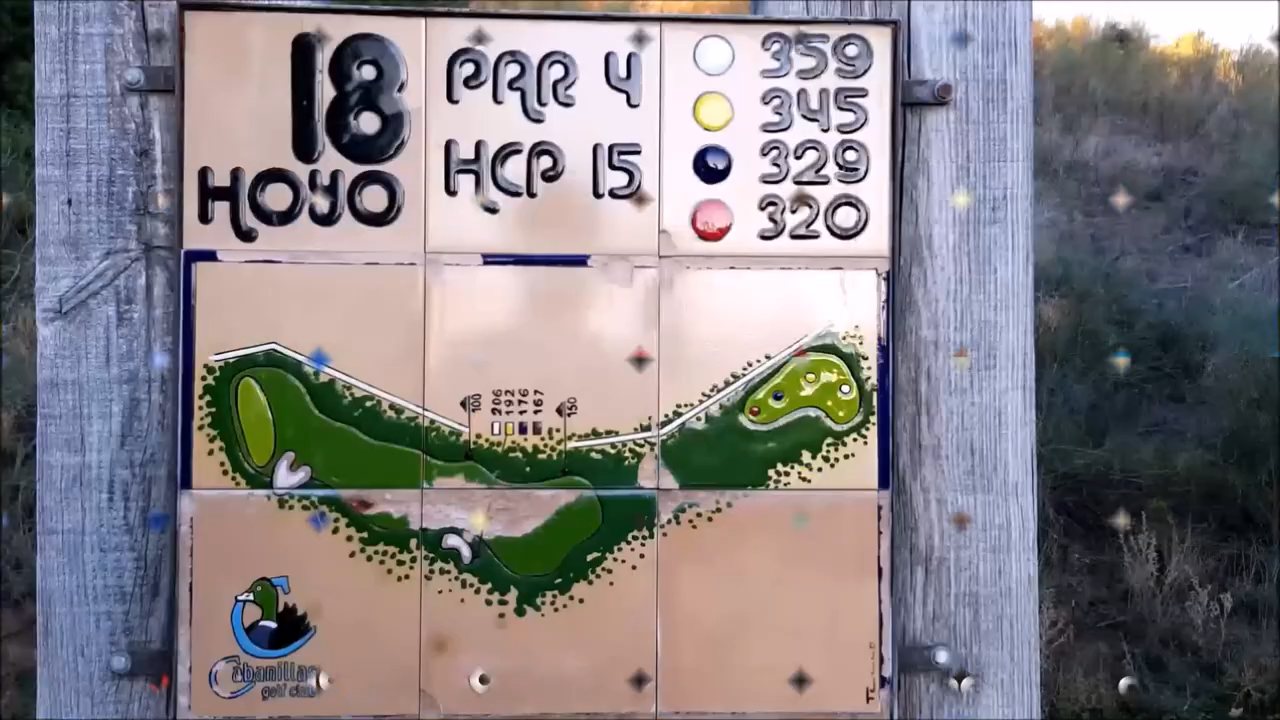 18
HOYO
PAR 4
HCP 15
359
345
329
320
100
206
192
176
167
150
Cabanillas
golf club